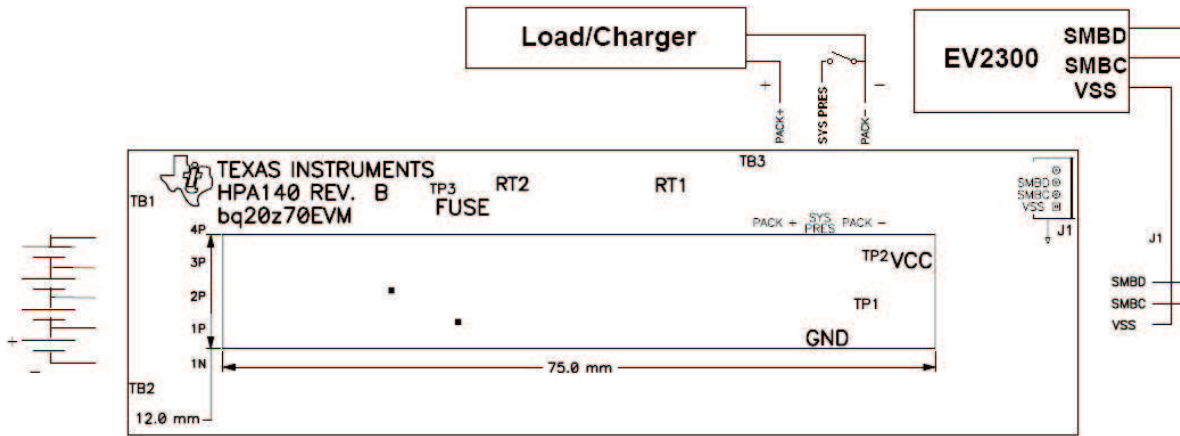 Load/Charger
EV2300
SMBD
SMBC
VSS
+
-
PACK+
SYS PRES
PACK-
TEXAS INSTRUMENTS
HPA140 REV. B
bq20z70EVM
TB1
TP3
FUSE
RT2
RT1
TB3
SMBD
SMBC
VSS
J1
J1
PACK +
SYS PRES
PACK -
4P
3P
2P
1P
1N
TP2
VCC
TP1
GND
75.0 mm
TB2
12.0 mm
+
-
SMBD
SMBC
VSS